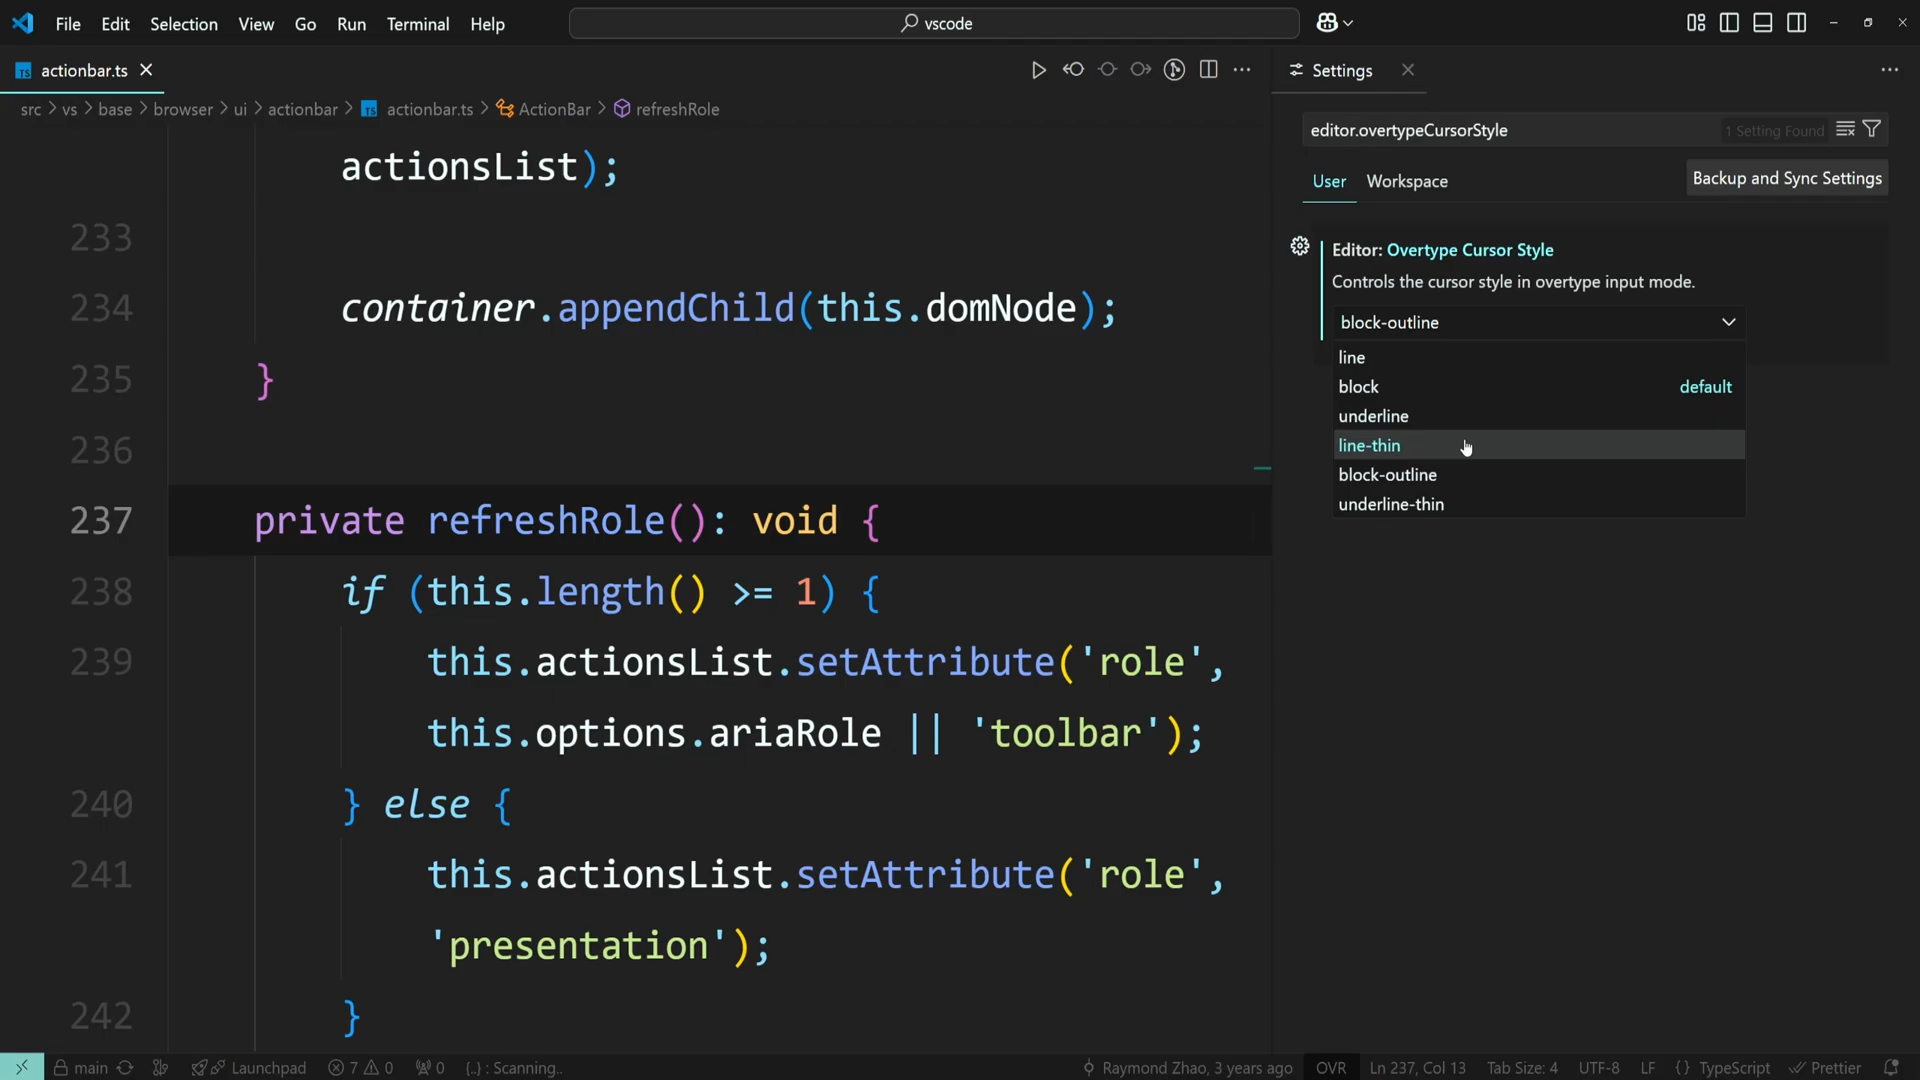 File Edit Selection View Go Run Terminal Help
vscode
actionbar.ts
Settings
src > vs > base > browser > ui > actionbar > TS actionbar.ts > ActionBar > refreshRole
actionsList);
233
234 container.appendChild(this.domNode);
235 }
236
237 private refreshRole(): void {
238 if (this.length() >= 1) {
239 this.actionsList.setAttribute('role',
this.options.ariaRole || 'toolbar');
240 } else {
241 this.actionsList.setAttribute('role',
'presentation');
242 }
editor.overtypeCursorStyle
1 Setting Found
User Workspace
Backup and Sync Settings
Editor: Overtype Cursor Style
Controls the cursor style in overtype input mode.
block-outline
line
block default
underline
line-thin
block-outline
underline-thin
main Launchpad 7 0 0 {..} : Scanning.. Raymond Zhao, 3 years ago OVR Ln 237, Col 13 Tab Size: 4 UTF-8 LF {} TypeScript Prettier